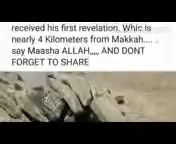 received his first revelation. Whic is
nearly 4 Kilometers from Makkah.... ..
say Maasha ALLAH,,,, AND DONT
FORGET TO SHARE